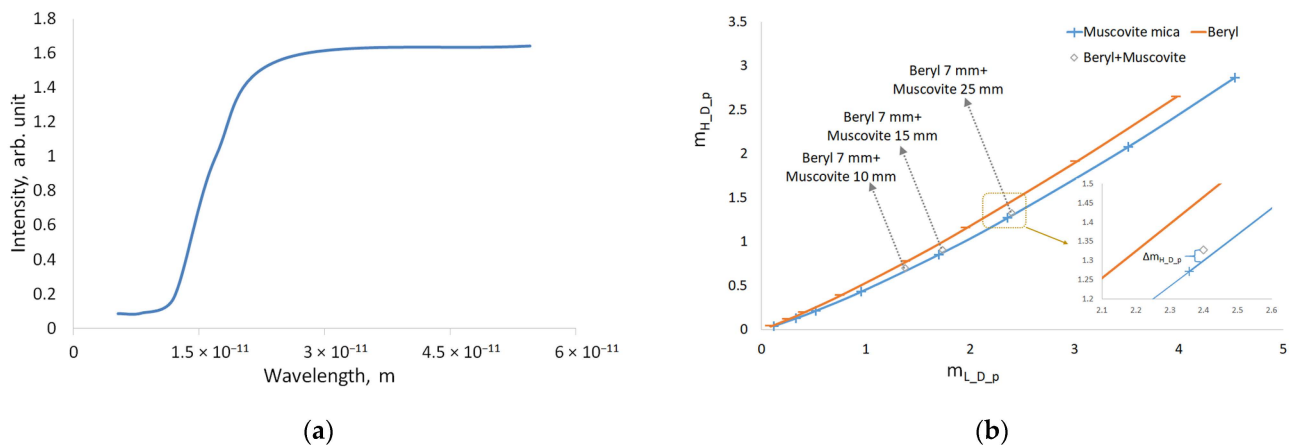 1.8
1.6
1.4
1.2
1
0.8
0.6
0.4
0.2
0
0
1.5 × 10⁻¹¹
3 × 10⁻¹¹
4.5 × 10⁻¹¹
6 × 10⁻¹¹
Intensity, arb. unit
Wavelength, m
(a)
3.5
3
2.5
2
1.5
1
0.5
0
0
1
2
3
4
5
m_H_D_p
m_L_D_p
Muscovite mica
Beryl
Beryl+Muscovite
Beryl 7 mm+
Muscovite 25 mm
Beryl 7 mm+
Muscovite 15 mm
Beryl 7 mm+
Muscovite 10 mm
1.5
1.45
1.4
1.35
1.3
1.25
1.2
2.1
2.2
2.3
2.4
2.5
2.6
Δm_H_D_p
(b)